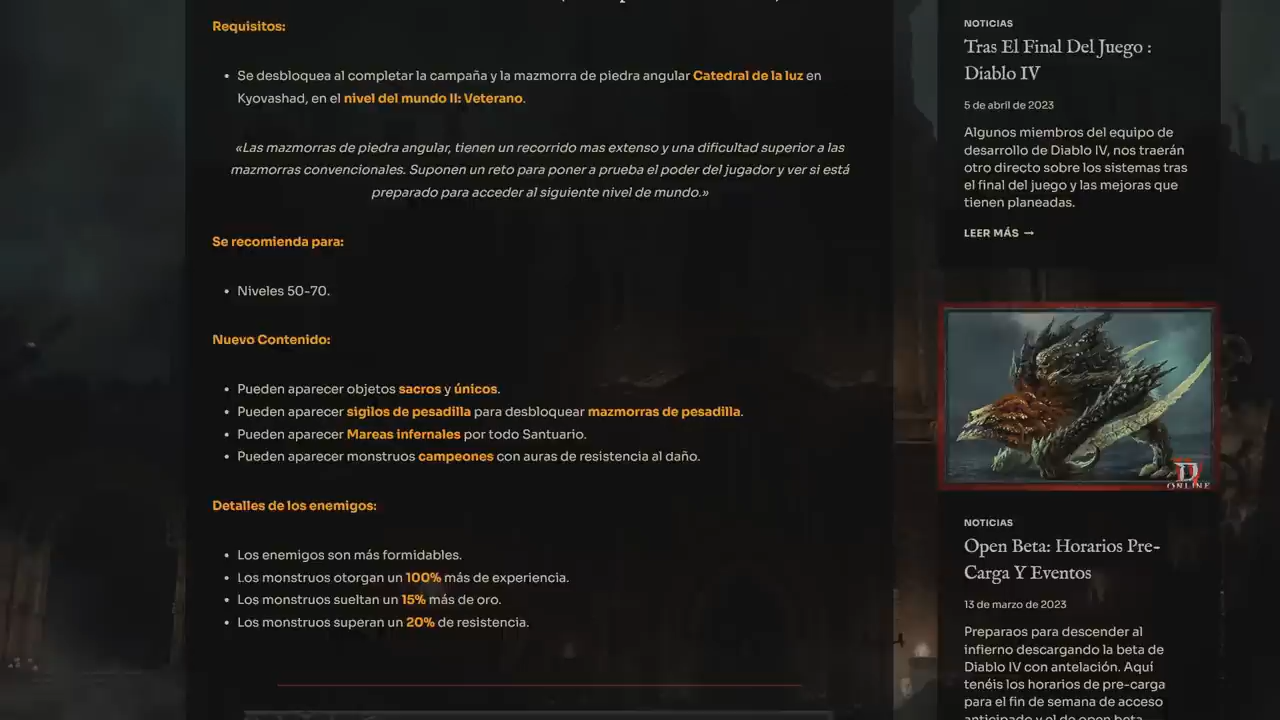 Requisitos:
• Se desbloquea al completar la campaña y la mazmorra de piedra angular Catedral de la luz en
Kyovashad, en el nivel del mundo II: Veterano.
«Las mazmorras de piedra angular, tienen un recorrido mas extenso y una dificultad superior a las
mazmorras convencionales. Suponen un reto para poner a prueba el poder del jugador y ver si está
preparado para acceder al siguiente nivel de mundo.»
Se recomienda para:
• Niveles 50-70.
Nuevo Contenido:
• Pueden aparecer objetos sacros y únicos.
• Pueden aparecer sigilos de pesadilla para desbloquear mazmorras de pesadilla.
• Pueden aparecer Mareas infernales por todo Santuario.
• Pueden aparecer monstruos campeones con auras de resistencia al daño.
Detalles de los enemigos:
• Los enemigos son más formidables.
• Los monstruos otorgan un 100% más de experiencia.
• Los monstruos sueltan un 15% más de oro.
• Los monstruos superan un 20% de resistencia.
NOTICIAS
Tras El Final Del Juego :
Diablo IV
5 de abril de 2023
Algunos miembros del equipo de
desarrollo de Diablo IV, nos traerán
otro directo sobre los sistemas tras
el final del juego y las mejoras que
tienen planeadas.
LEER MÁS →
ONLINE
NOTICIAS
Open Beta: Horarios Pre-
Carga Y Eventos
13 de marzo de 2023
Preparaos para descender al
infierno descargando la beta de
Diablo IV con antelación. Aquí
tenéis los horarios de pre-carga
para el fin de semana de acceso
anticipado y el de open beta.